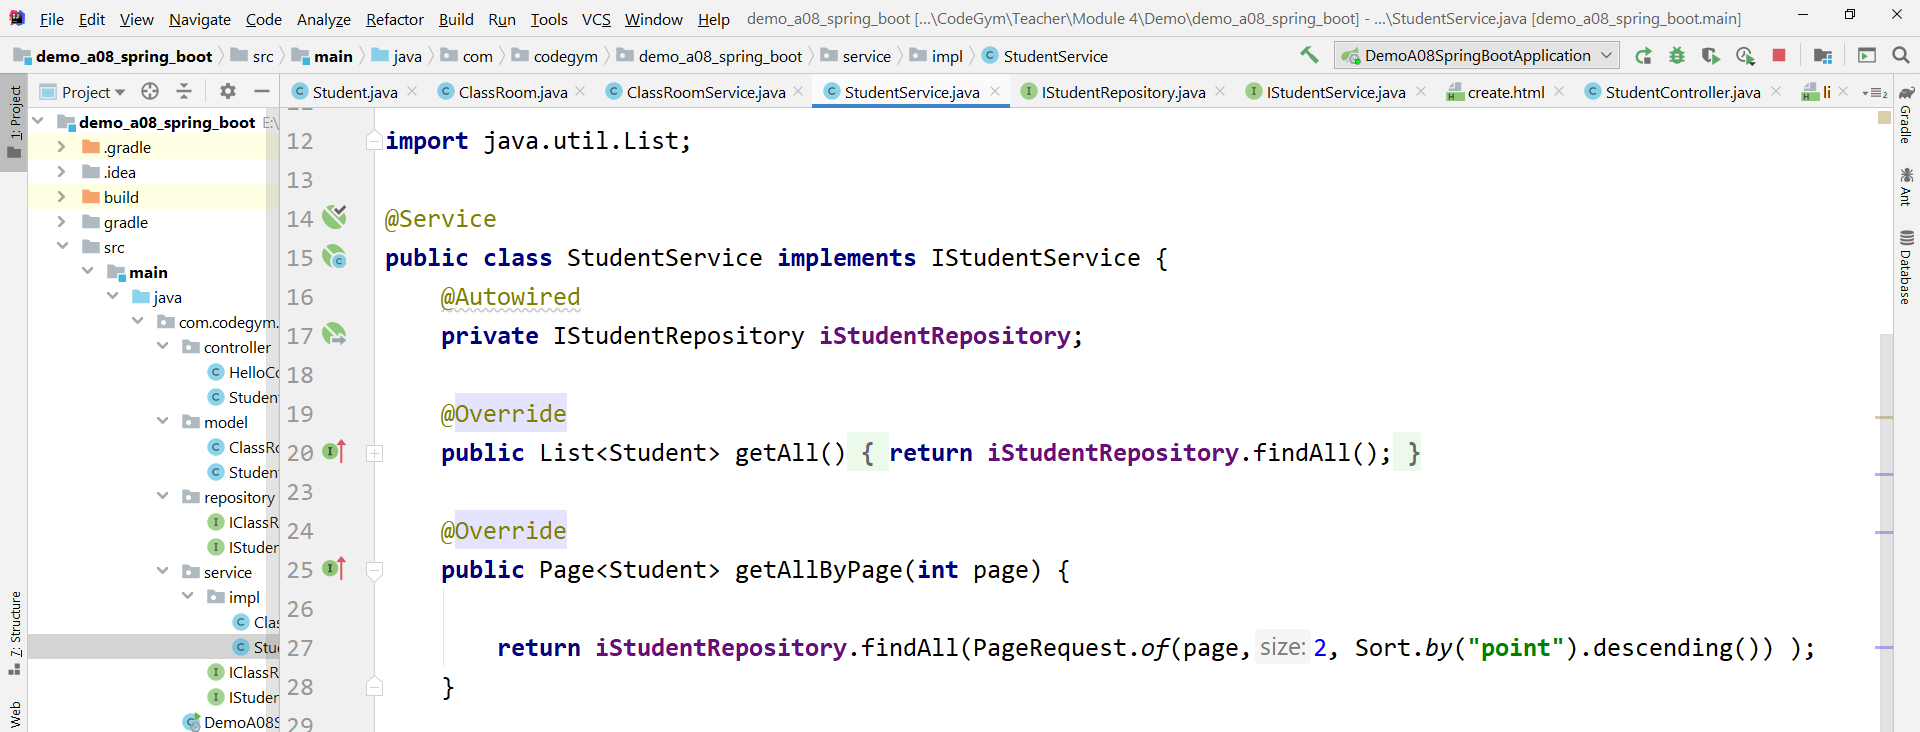 File Edit View Navigate Code Analyze Refactor Build Run Tools VCS Window Help demo_a08_spring_boot [...\CodeGym\Teacher\Module 4\Demo\demo_a08_spring_boot] - ...\StudentService.java [demo_a08_spring_boot.main]
demo_a08_spring_boot src main java com codegym demo_a08_spring_boot service impl StudentService DemoA08SpringBootApplication
Project Student.java ClassRoom.java ClassRoomService.java StudentService.java IStudentRepository.java IStudentService.java create.html StudentController.java li
1: Project
7: Structure
Web
demo_a08_spring_boot E:\
.gradle
.idea
build
gradle
src
main
java
com.codegym.
controller
HelloCo
Studen
model
ClassRo
Student
repository
IClassR
IStuder
service
impl
Clas
Stu
IClassR
IStuder
DemoA08S
12 import java.util.List;
13
14 @Service
15 public class StudentService implements IStudentService {
16 @Autowired
17 private IStudentRepository iStudentRepository;
18
19 @Override
20 public List<Student> getAll() { return iStudentRepository.findAll(); }
23
24 @Override
25 public Page<Student> getAllByPage(int page) {
26
27 return iStudentRepository.findAll(PageRequest.of(page, size: 2, Sort.by("point").descending()) );
28 }
29
Gradle
Ant
Database